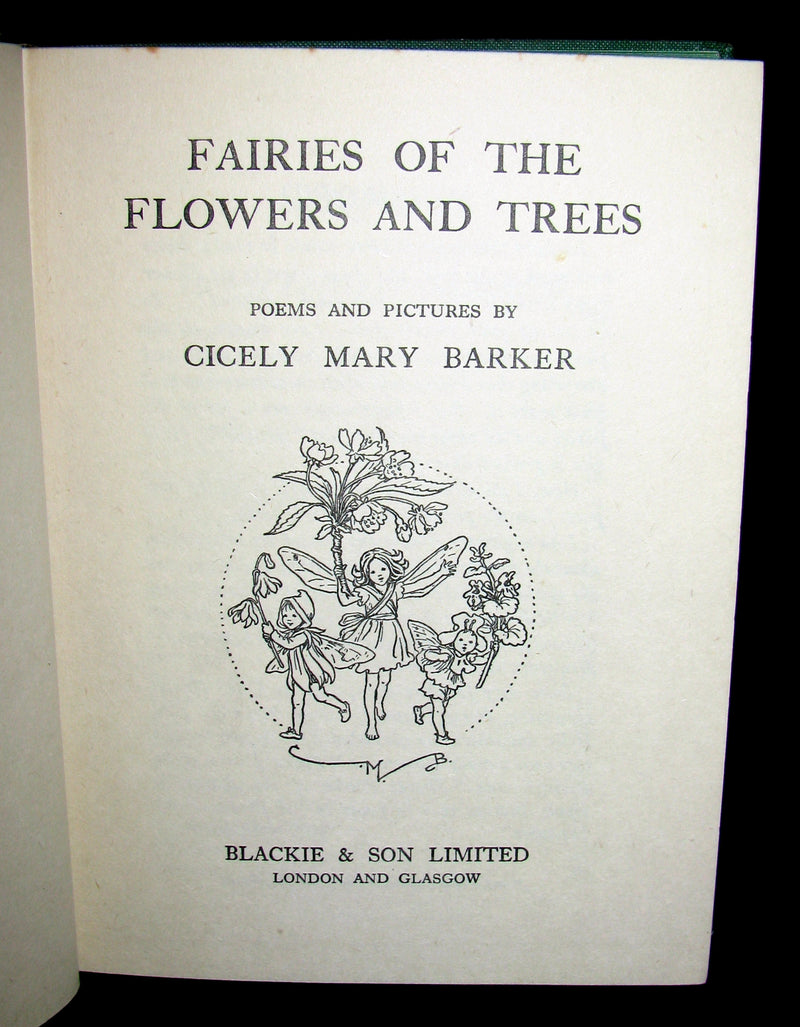 FAIRIES OF THE
FLOWERS AND TREES
POEMS AND PICTURES BY
CICELY MARY BARKER
C.M.B.
BLACKIE & SON LIMITED
LONDON AND GLASGOW